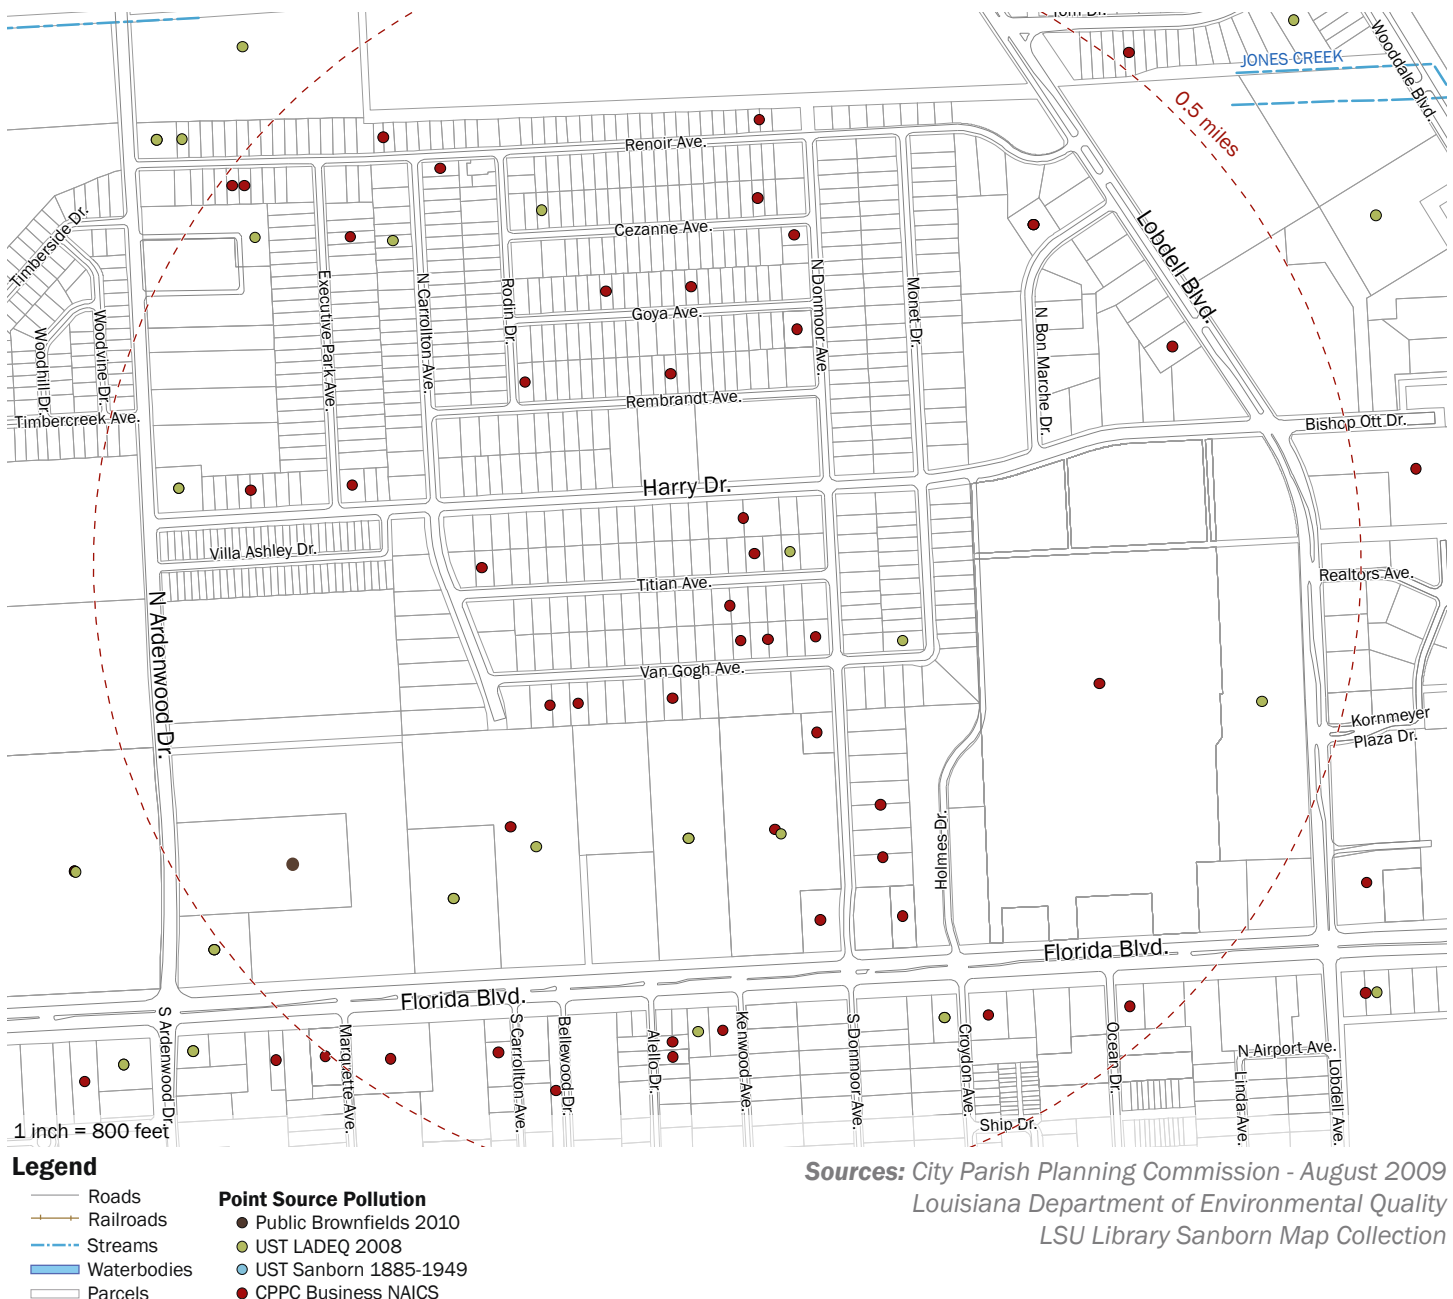 Tom Dr.
Wooddale Blvd.
JONES CREEK
0.5 miles
Renoir Ave.
Timberside Dr.
Cezanne Ave.
Lobdell Blvd.
Executive Park Ave.
N Carrollton Ave.
Rodin Dr.
N Donmoor Ave.
Monet Dr.
N Bon Marche Dr.
Goya Ave.
Woodhill Dr.
Woodvine Dr.
Rembrandt Ave.
Timbercreek Ave.
Bishop Ott Dr.
Harry Dr.
Villa Ashley Dr.
Titian Ave.
Realtors Ave.
N Ardenwood Dr.
Van Gogh Ave.
Kornmeyer
Plaza Dr.
Holmes Dr.
Florida Blvd.
Florida Blvd.
S Ardenwood Dr.
Marquette Ave.
S Carrollton Ave.
Bellewood Dr.
Alello Dr.
Kenwood Ave.
S Donmoor Ave.
Croydon Ave.
Ocean Dr.
N Airport Ave.
Linda Ave.
Lobdell Ave.
Ship Dr.
1 inch = 800 feet
Legend
Roads
Railroads
Streams
Waterbodies
Parcels
Point Source Pollution
Public Brownfields 2010
UST LADEQ 2008
UST Sanborn 1885-1949
CPPC Business NAICS
Sources: City Parish Planning Commission - August 2009
Louisiana Department of Environmental Quality
LSU Library Sanborn Map Collection